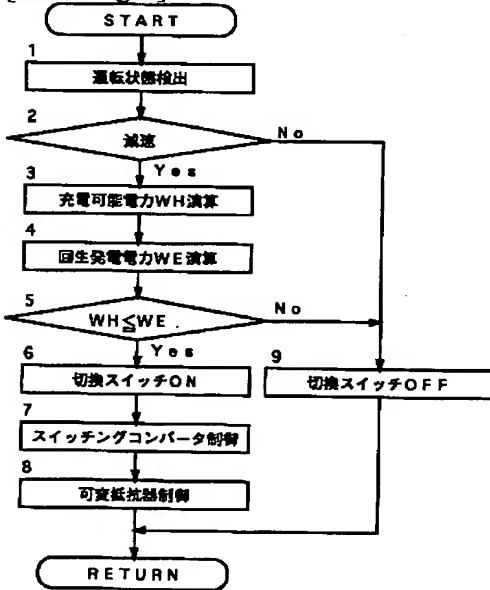 START
1
運転状態検出
2
減速
No
Yes
3
充電可能電力WH演算
4
回生発電電力WE演算
5
WH≦WE
No
Yes
6
切換スイッチON
9
切換スイッチOFF
7
スイッチングコンバータ制御
8
可変抵抗器制御
RETURN